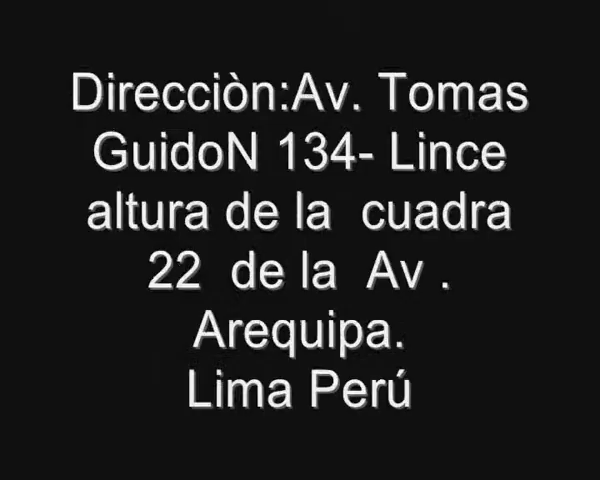 Direcciòn:Av. Tomas
GuidoN 134- Lince
altura de la  cuadra
22  de la  Av .
Arequipa.
Lima Perú